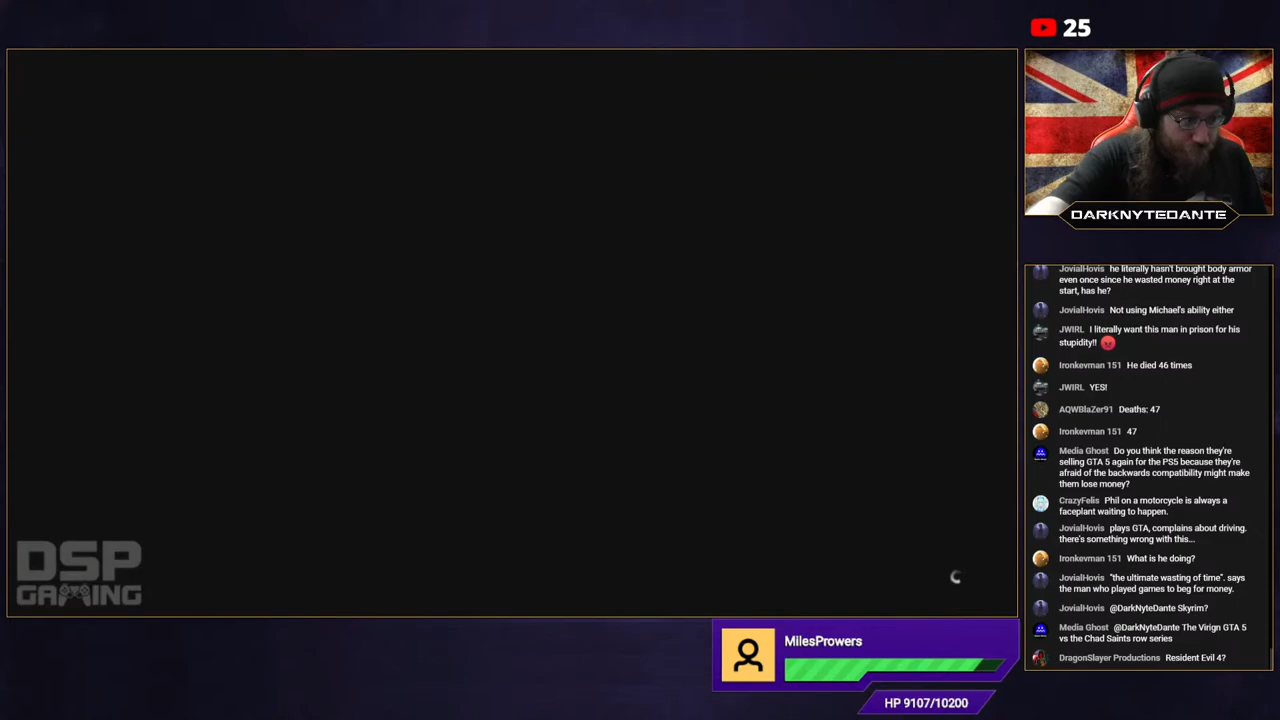 25
DARKNYTEDANTE
JovialHovis he literally hasn't brought body armor
even once since he wasted money right at the
start, has he?
JovialHovis Not using Michael's ability either
JWIRL I literally want this man in prison for his
stupidity!!
Ironkevman 151 He died 46 times
JWIRL YES!
AQWBlaZer91 Deaths: 47
Ironkevman 151 47
Media Ghost Do you think the reason they're
selling GTA 5 again for the PS5 because they're
afraid of the backwards compatibility might make
them lose money?
CrazyFelis Phil on a motorcycle is always a
faceplant waiting to happen.
JovialHovis plays GTA, complains about driving.
there's something wrong with this...
Ironkevman 151 What is he doing?
JovialHovis "the ultimate wasting of time". says
the man who played games to beg for money.
JovialHovis @DarkNyteDante Skyrim?
Media Ghost @DarkNyteDante The Virign GTA 5
vs the Chad Saints row series
DragonSlayer Productions Resident Evil 4?
DSP
GAMING
MilesProwers
HP 9107/10200